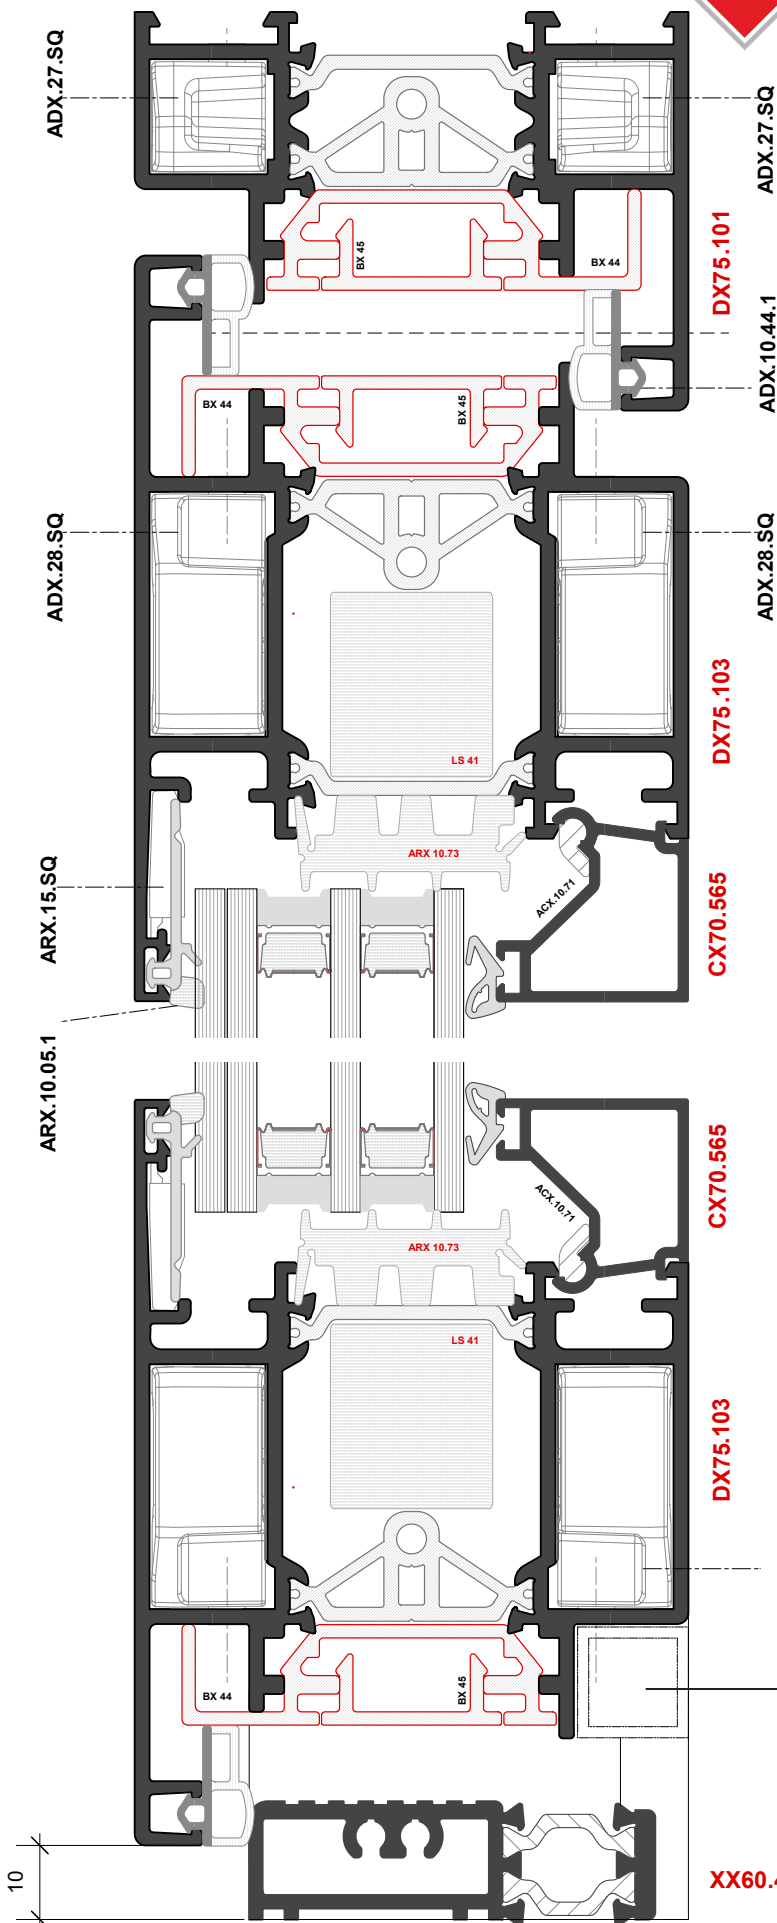 ADX.27.SQ
ADX.27.SQ
DX75.101
BX 45
BX 44
ADX.10.44.1
BX 44
BX 45
ADX.28.SQ
ADX.28.SQ
DX75.103
LS 41
ARX 10.73
ARX.15.SQ
ACX.10.71
CX70.565
ARX.10.05.1
CX70.565
ACX.10.71
ARX 10.73
LS 41
DX75.103
BX 44
BX 45
10